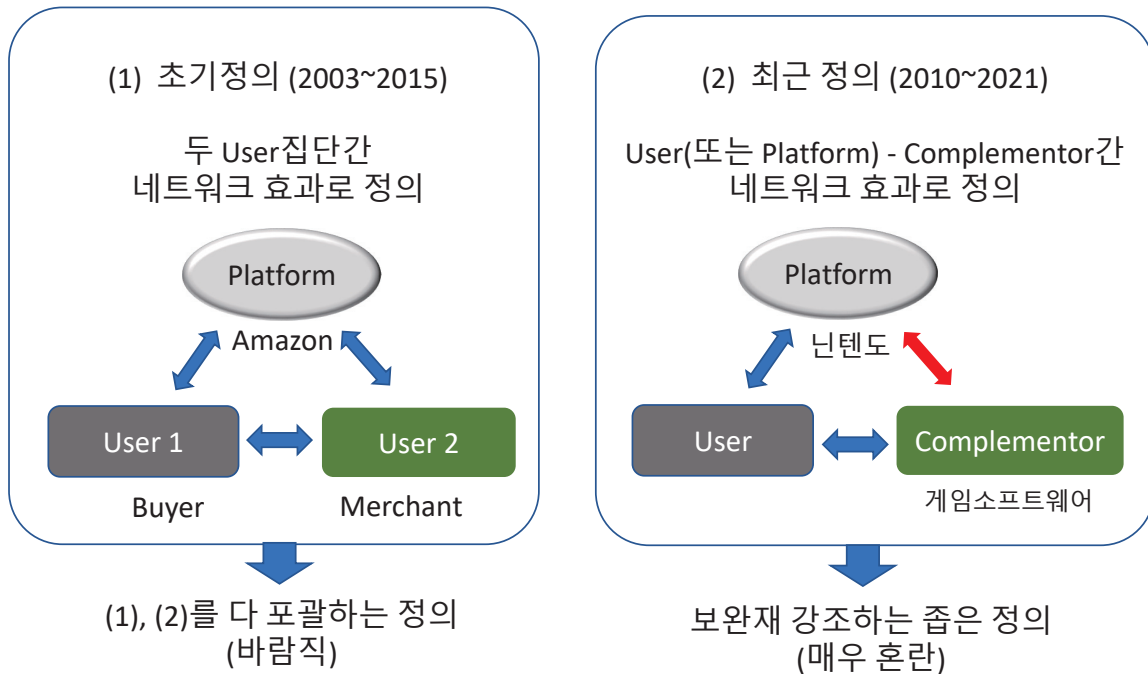 (1) 초기정의 (2003~2015)
두 User집단간
네트워크 효과로 정의
Platform
Amazon
User 1
User 2
Buyer
Merchant
(1), (2)를 다 포괄하는 정의
(바람직)
(2) 최근 정의 (2010~2021)
User(또는 Platform) - Complementor간
네트워크 효과로 정의
Platform
닌텐도
User
Complementor
게임소프트웨어
보완재 강조하는 좁은 정의
(매우 혼란)